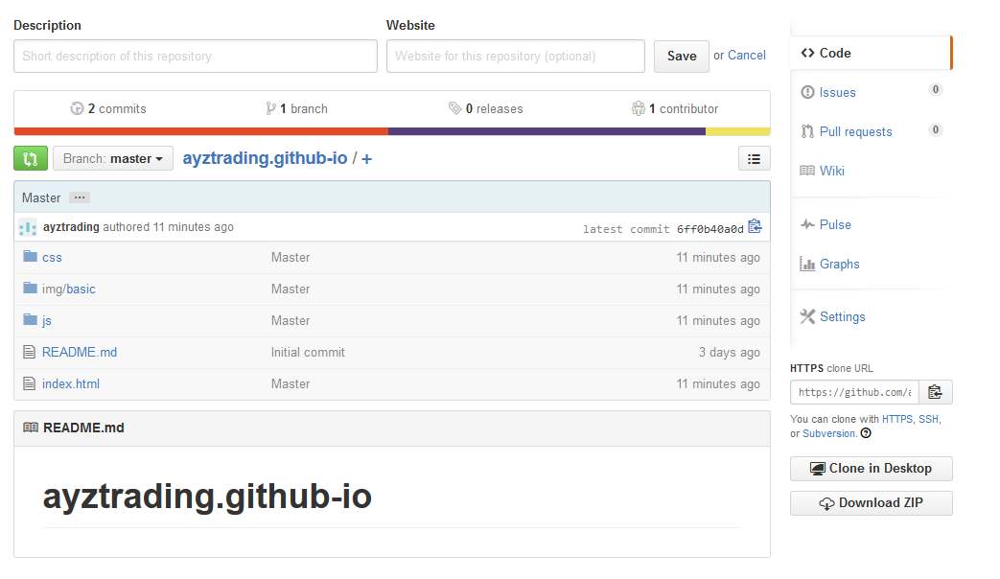 Description Website
Short description of this repository Website for this repository (optional) Save or Cancel
2 commits 1 branch 0 releases 1 contributor
Branch: master ayztrading.github-io / +
Master ...
ayztrading authored 11 minutes ago latest commit 6ff0b40a0d
css Master 11 minutes ago
img/basic Master 11 minutes ago
js Master 11 minutes ago
README.md Initial commit 3 days ago
index.html Master 11 minutes ago
README.md
ayztrading.github-io
Code
Issues 0
Pull requests 0
Wiki
Pulse
Graphs
Settings
HTTPS clone URL
https://github.com/a
You can clone with HTTPS, SSH,
or Subversion.
Clone in Desktop
Download ZIP